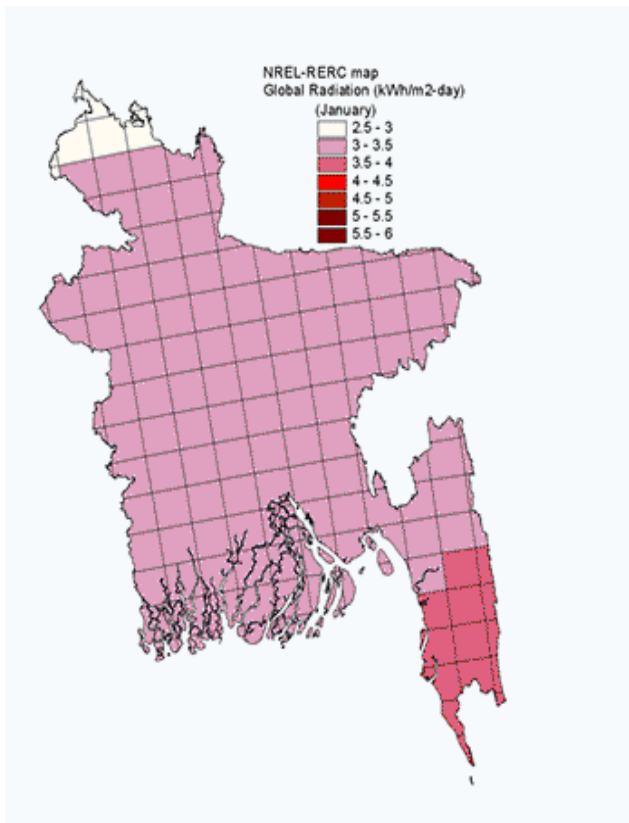 NREL-RERC map
Global Radiation (kWh/m2-day)
(January)
2.5 - 3
3 - 3.5
3.5 - 4
4 - 4.5
4.5 - 5
5 - 5.5
5.5 - 6